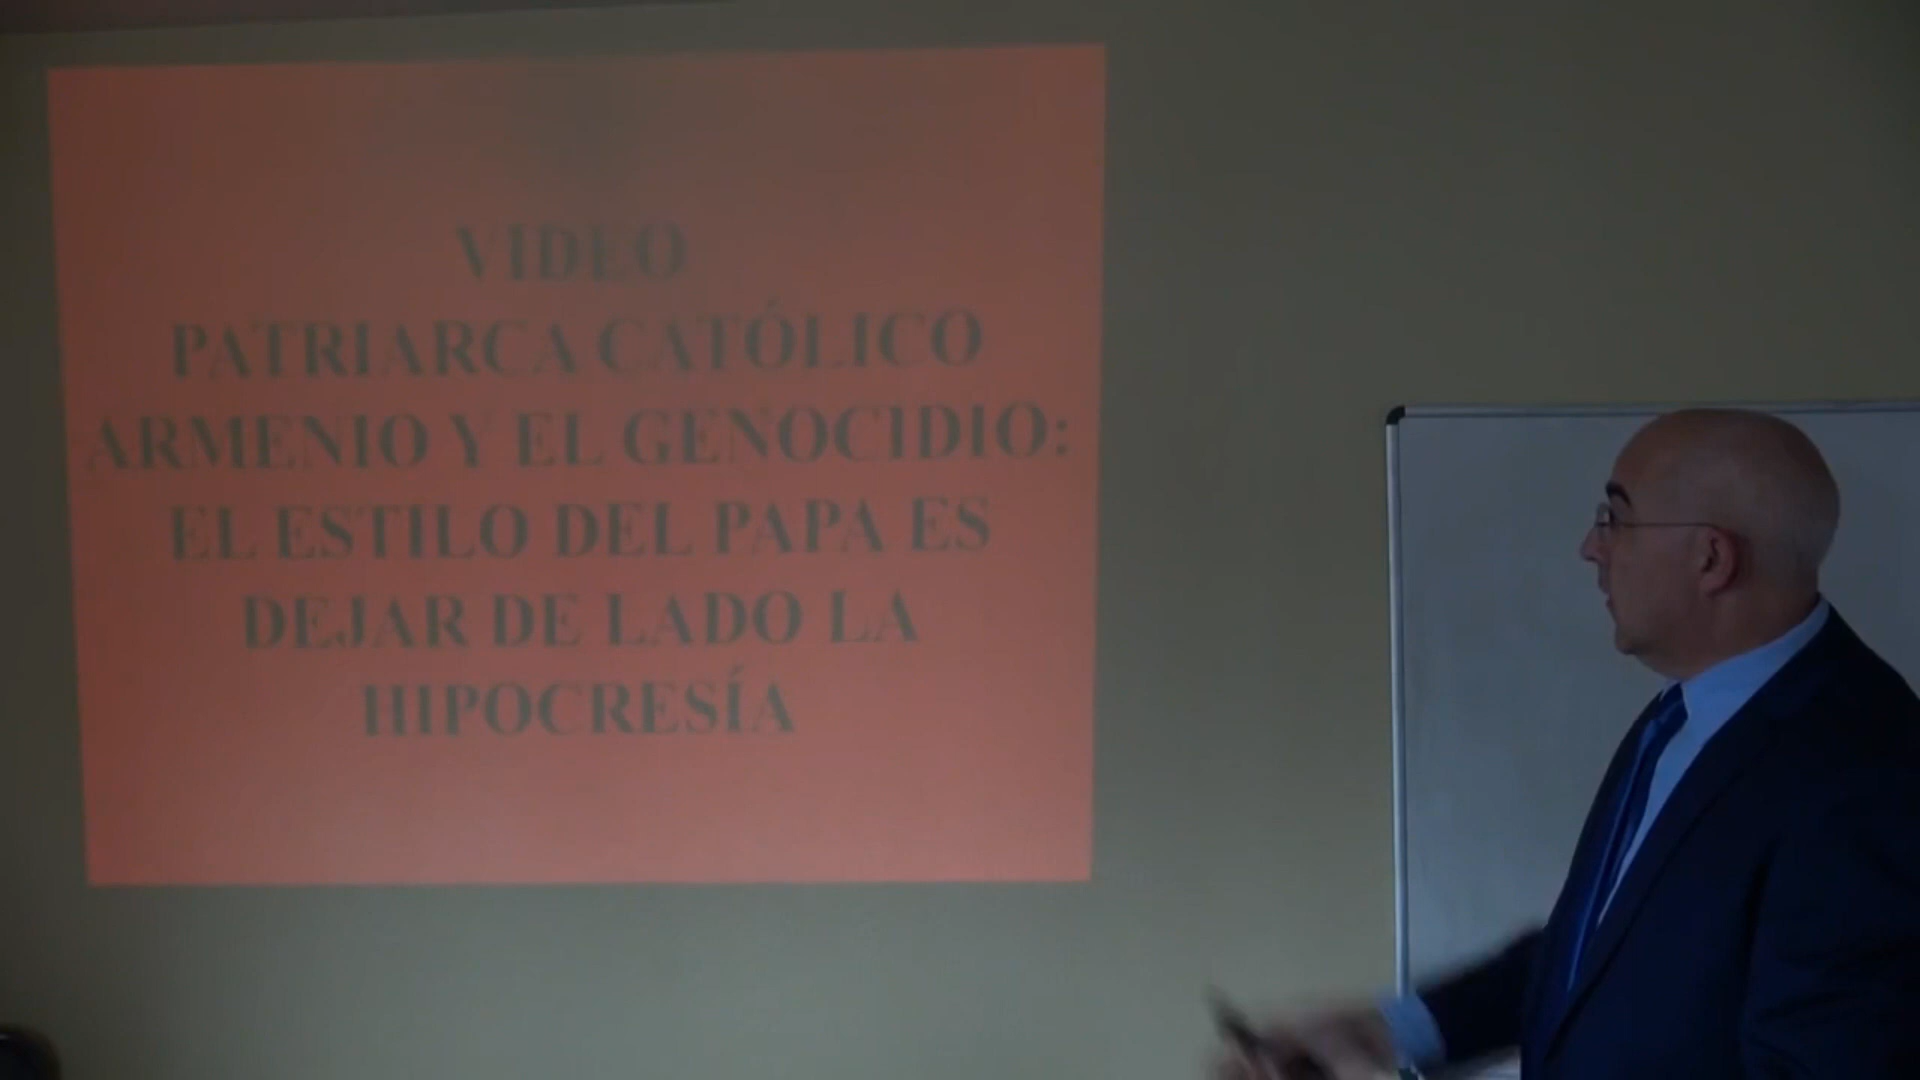 VIDEO
PATRIARCA CATÓLICO
ARMENIO Y EL GENOCIDIO:
EL ESTILO DEL PAPA ES
DEJAR DE LADO LA
HIPOCRESÍA